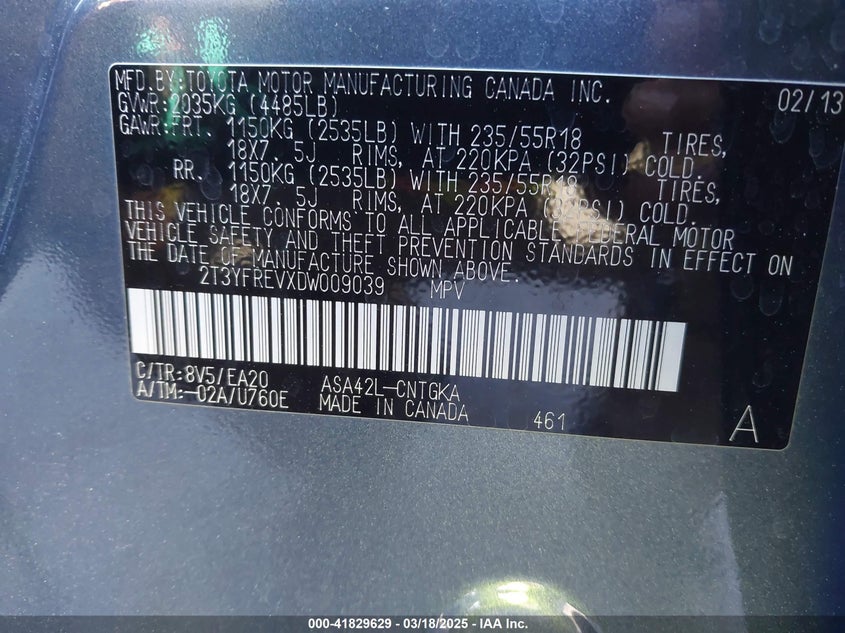 MFD.BY:TOYOTA MOTOR MANUFACTURING CANADA INC. 02/13
GVWR:2035KG (4485LB)
GAWR:FRT. 1150KG (2535LB) WITH 235/55R18 TIRES,
18X7. 5J RIMS, AT 220KPA (32PSI) COLD.
RR. 1150KG (2535LB) WITH 235/55R18 TIRES,
18X7. 5J RIMS, AT 220KPA (32PSI) COLD.
THIS VEHICLE CONFORMS TO ALL APPLICABLE FEDERAL MOTOR
VEHICLE SAFETY AND THEFT PREVENTION STANDARDS IN EFFECT ON
THE DATE OF MANUFACTURE SHOWN ABOVE.
2T3YFREVXDW009039 MPV
C/TR:8V5/EA20 ASA42L-CNTGKA
A/TM:-02A/U760E MADE IN CANADA 461 A
000-41829629 - 03/18/2025 - IAA Inc.